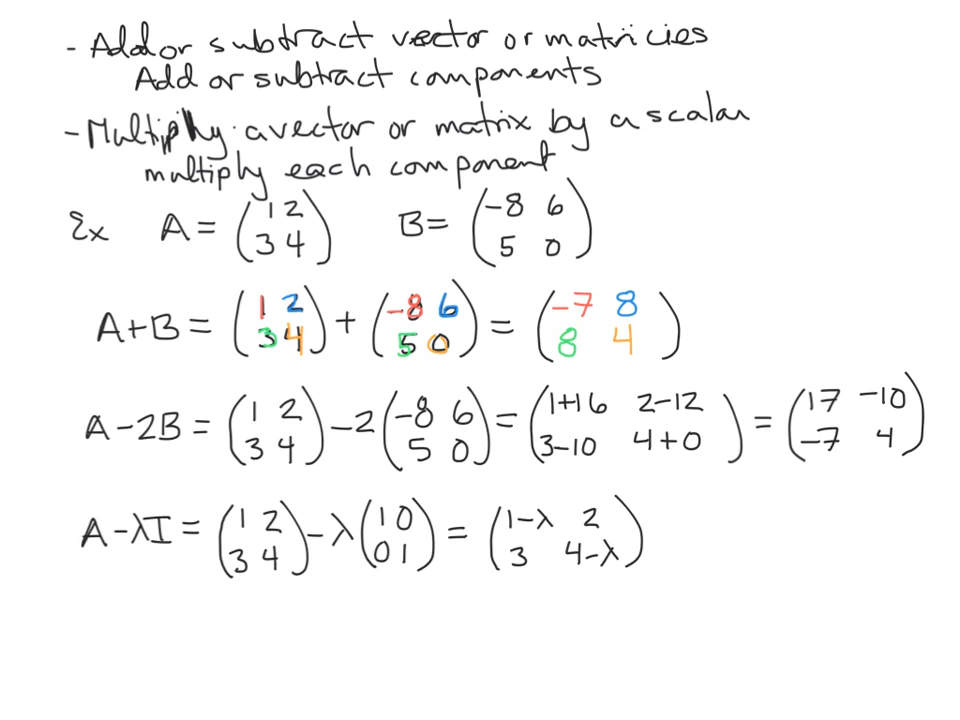 - Add or subtract vector or matricies
Add or subtract components
- Multiply a vector or matrix by a scalar
multiply each component
Ex A = (1 2; 3 4) B = (-8 6; 5 0)
A+B = (1 2; 3 4) + (-8 6; 5 0) = (-7 8; 8 4)
A-2B = (1 2; 3 4) -2 (-8 6; 5 0) = (1+16 2-12; 3-10 4+0) = (17 -10; -7 4)
A-λI = (1 2; 3 4) - λ (1 0; 0 1) = (1-λ 2; 3 4-λ)